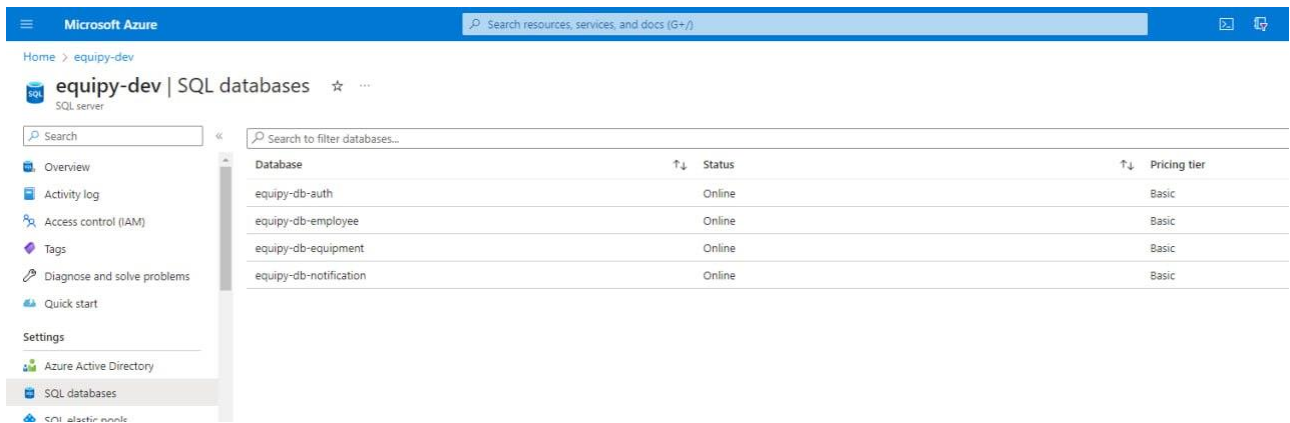 Microsoft Azure
Search resources, services, and docs (G+/)
Home > equipy-dev
equipy-dev | SQL databases
SQL server
Search
Search to filter databases...
Overview
Activity log
Access control (IAM)
Tags
Diagnose and solve problems
Quick start
Settings
Azure Active Directory
SQL databases
SQL elastic pools
Database Status Pricing tier
equipy-db-auth Online Basic
equipy-db-employee Online Basic
equipy-db-equipment Online Basic
equipy-db-notification Online Basic